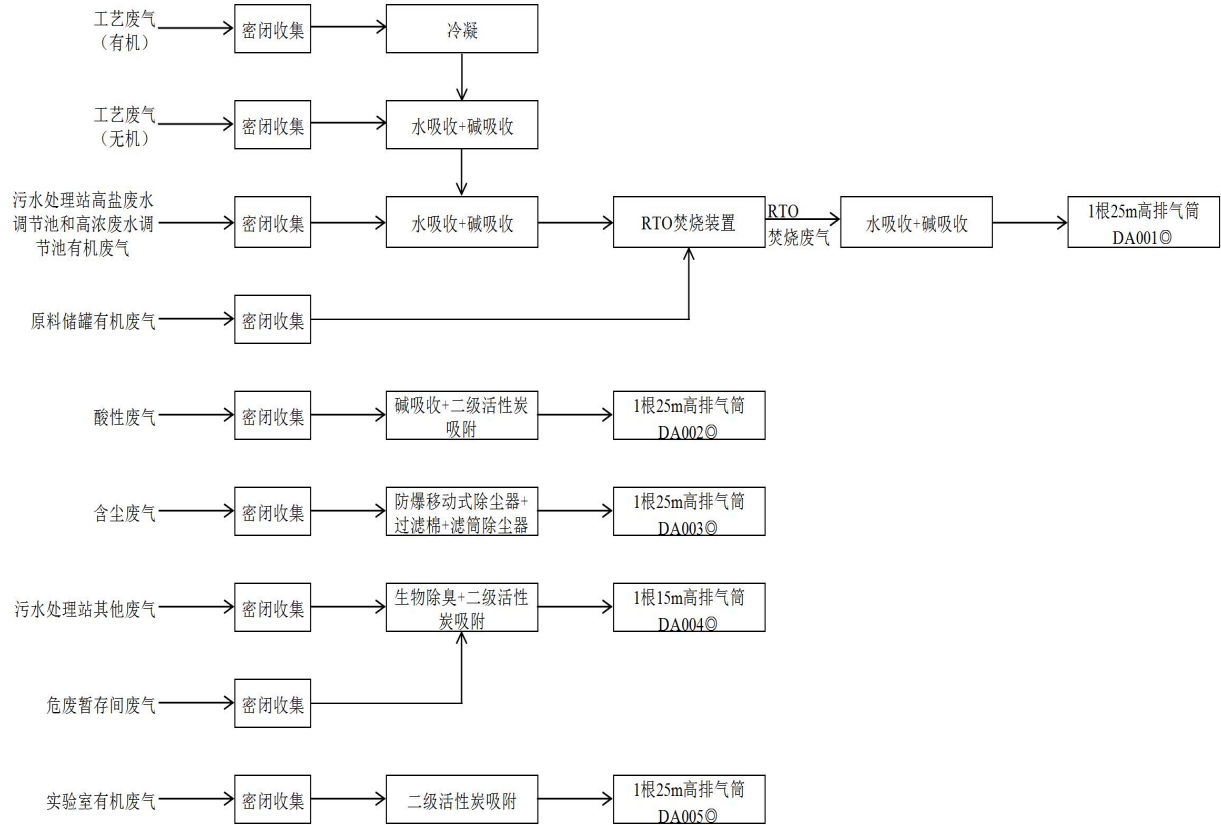 工艺废气
（有机）
密闭收集
冷凝
工艺废气
（无机）
密闭收集
水吸收+碱吸收
污水处理站高盐废水
调节池和高浓废水调
节池有机废气
密闭收集
水吸收+碱吸收
RTO焚烧装置
RTO
焚烧废气
水吸收+碱吸收
1根25m高排气筒
DA001◎
原料储罐有机废气
密闭收集
酸性废气
密闭收集
碱吸收+二级活性炭
吸附
1根25m高排气筒
DA002◎
含尘废气
密闭收集
防爆移动式除尘器+
过滤棉+滤筒除尘器
1根25m高排气筒
DA003◎
污水处理站其他废气
密闭收集
生物除臭+二级活性
炭吸附
1根15m高排气筒
DA004◎
危废暂存间废气
密闭收集
实验室有机废气
密闭收集
二级活性炭吸附
1根25m高排气筒
DA005◎